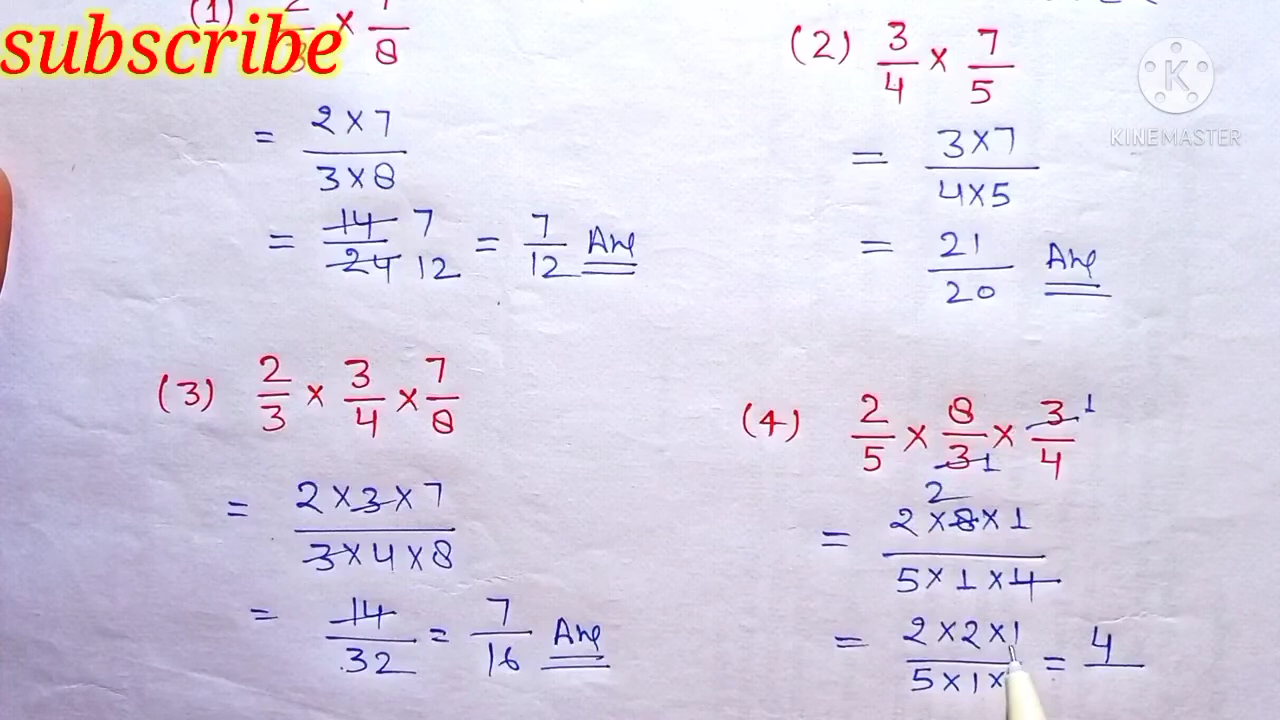 (1) 2/3 × 7/8
subscribe
= 2×7 / 3×8
= 14/24 7/12 = 7/12 Ans
(2) 3/4 × 7/5
KINEMASTER
= 3×7 / 4×5
= 21/20 Ans
(3) 2/3 × 3/4 × 7/8
= 2×3×7 / 3×4×8
= 14/32 = 7/16 Ans
(4) 2/5 × 8/3 1 × 3/4 1
2
= 2×8×1 / 5×1×4
= 2×2×1 / 5×1× = 4